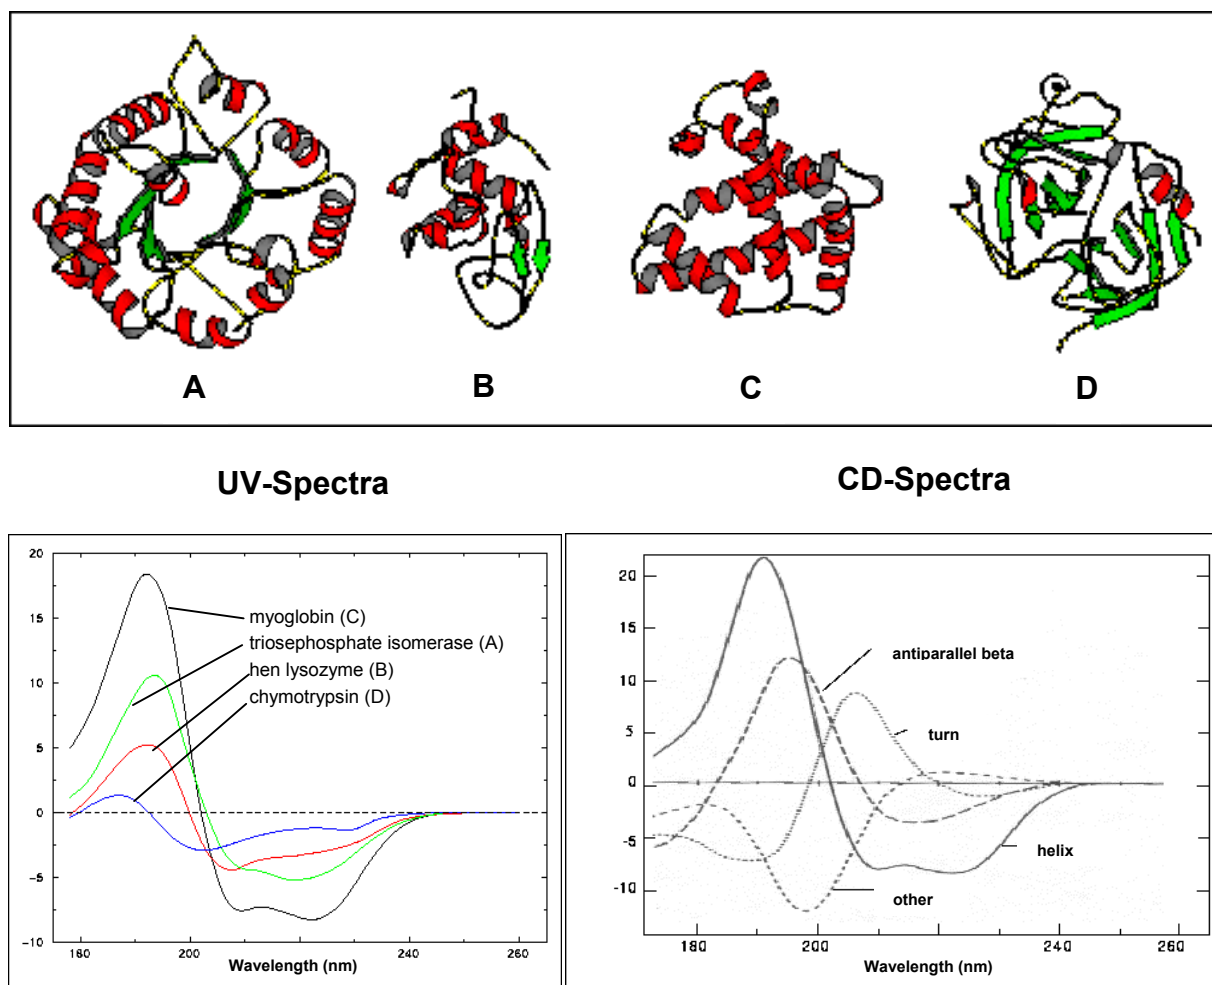 A B C D
UV-Spectra
CD-Spectra
20
15
10
5
0
-5
-10
myoglobin (C)
triosephosphate isomerase (A)
hen lysozyme (B)
chymotrypsin (D)
180 200 220 240 260
Wavelength (nm)
20
15
10
5
0
-5
-10
antiparallel beta
turn
helix
other
180 200 220 240 260
Wavelength (nm)